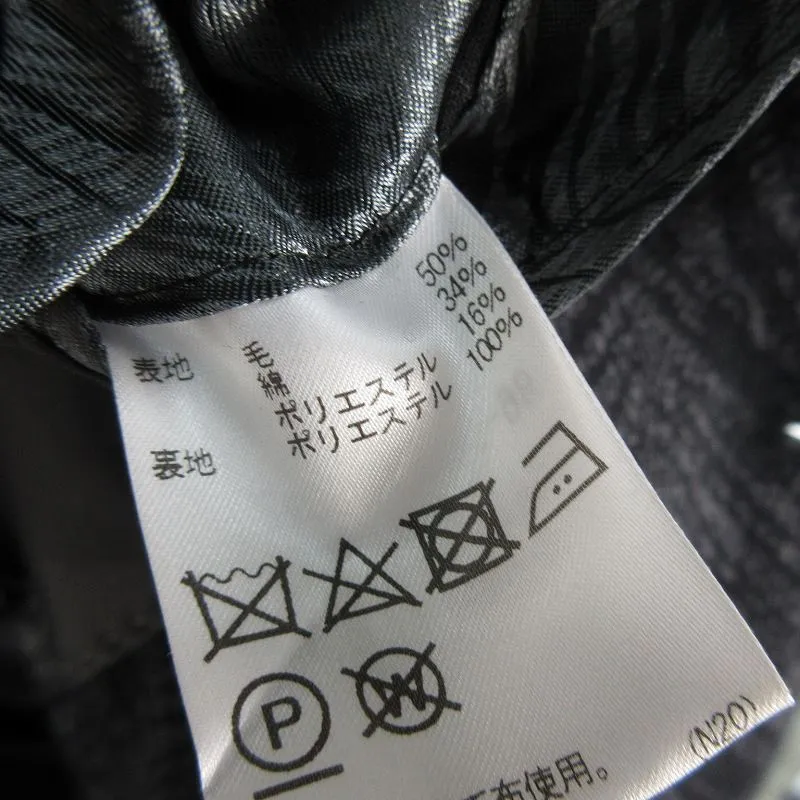 表地 毛 50%
綿 34%
ポリエステル 16%
裏地 ポリエステル 100%
P W
布使用。
(N20)